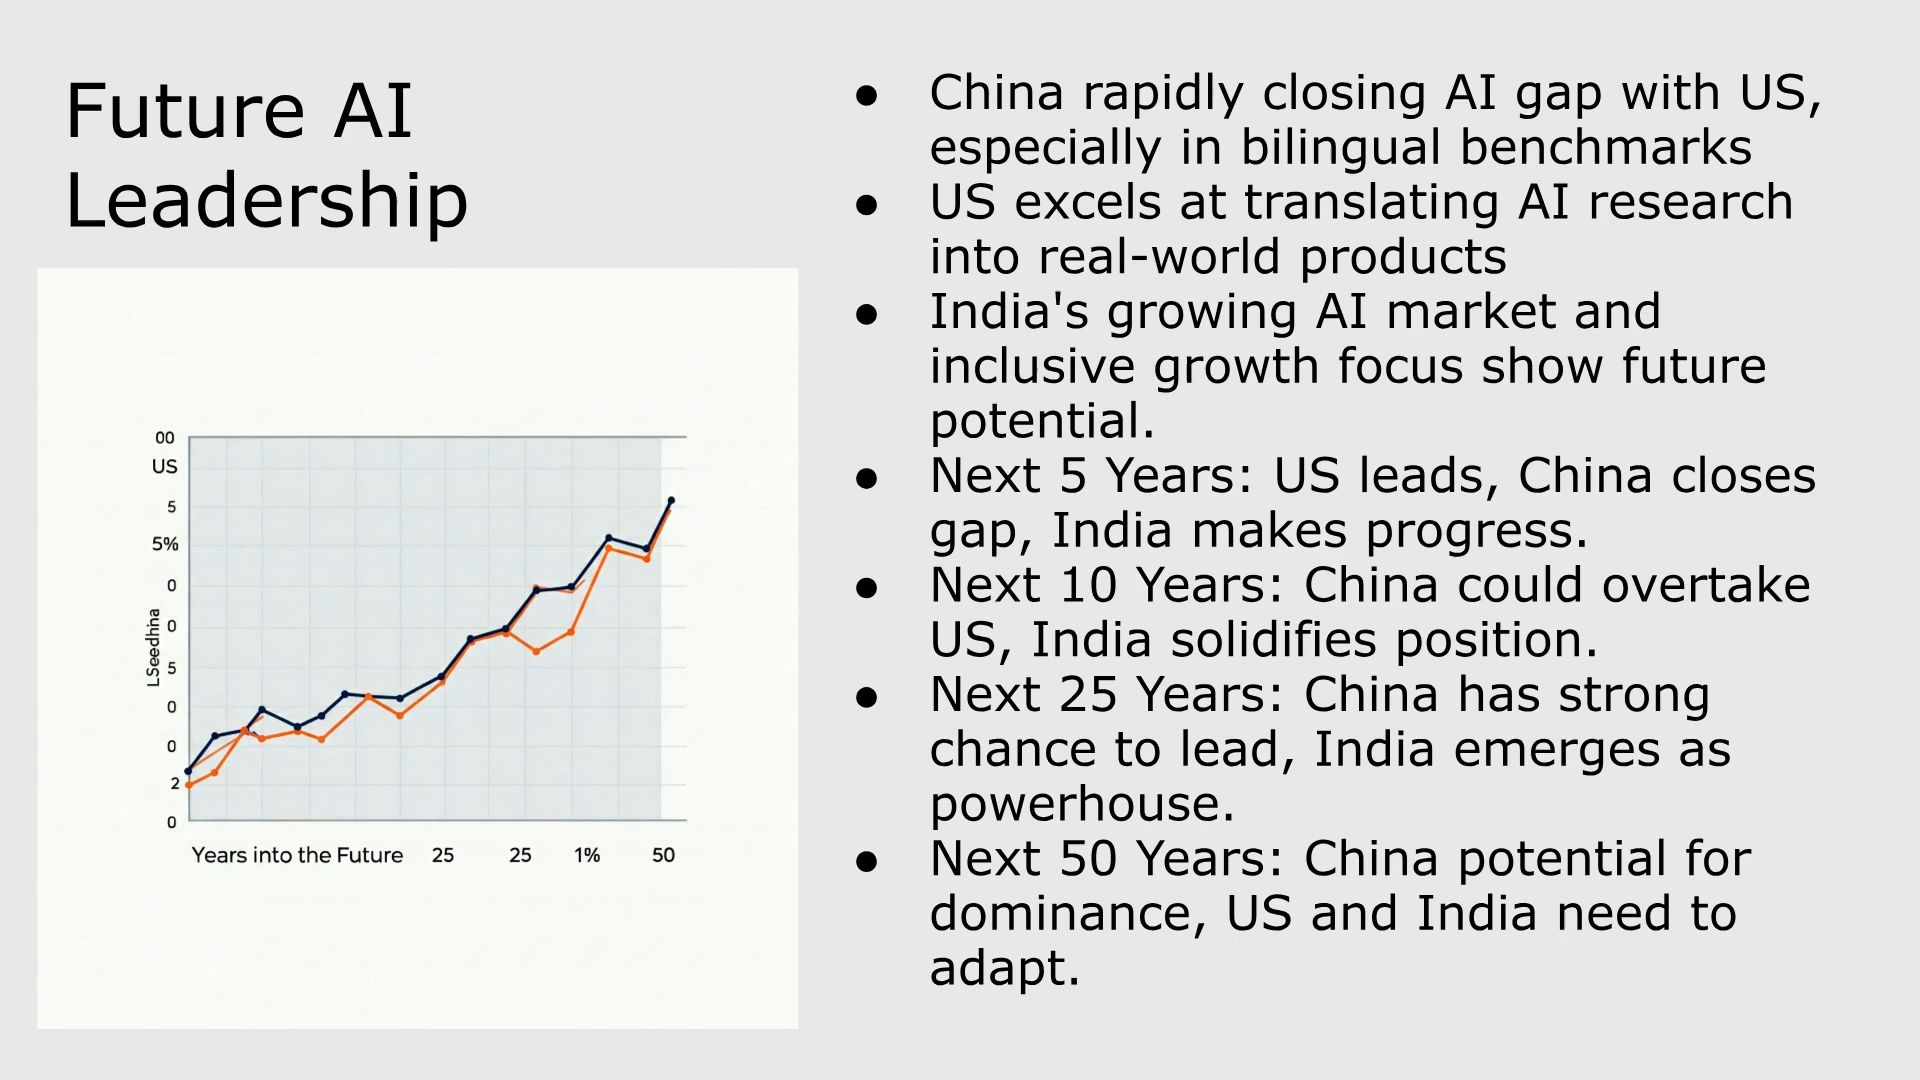 Future AI
Leadership
00
US
5
5%
0
0
5
0
0
2
0
LSeedhina
Years into the Future 25 25 1% 50
● China rapidly closing AI gap with US,
especially in bilingual benchmarks
● US excels at translating AI research
into real-world products
● India's growing AI market and
inclusive growth focus show future
potential.
● Next 5 Years: US leads, China closes
gap, India makes progress.
● Next 10 Years: China could overtake
US, India solidifies position.
● Next 25 Years: China has strong
chance to lead, India emerges as
powerhouse.
● Next 50 Years: China potential for
dominance, US and India need to
adapt.